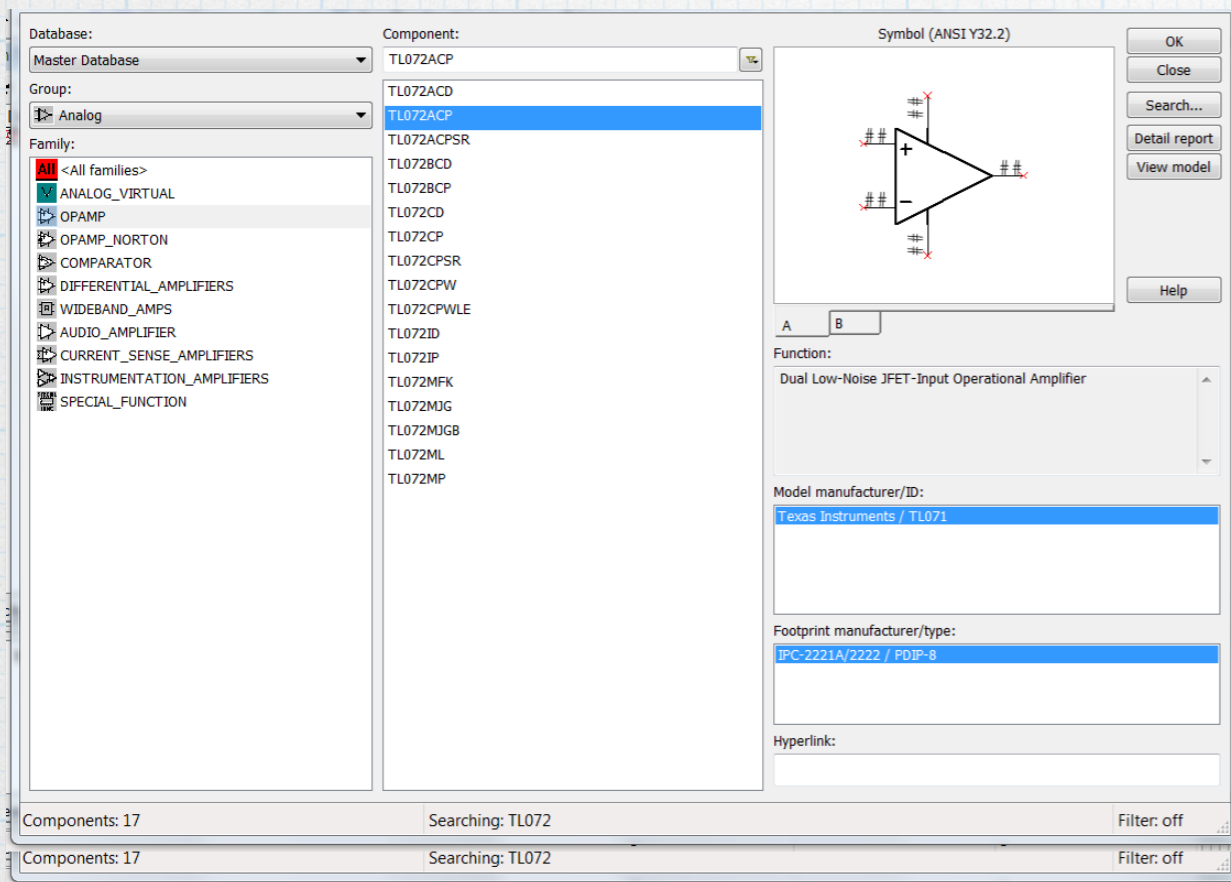 Database:
Master Database
Group:
Analog
Family:
All <All families>
V ANALOG_VIRTUAL
OPAMP
OPAMP_NORTON
COMPARATOR
DIFFERENTIAL_AMPLIFIERS
WIDEBAND_AMPS
AUDIO_AMPLIFIER
CURRENT_SENSE_AMPLIFIERS
INSTRUMENTATION_AMPLIFIERS
SPECIAL_FUNCTION
Component:
TL072ACP
TL072ACD
TL072ACP
TL072ACPSR
TL072BCD
TL072BCP
TL072CD
TL072CP
TL072CPSR
TL072CPW
TL072CPWLE
TL072ID
TL072IP
TL072MFK
TL072MJG
TL072MJGB
TL072ML
TL072MP
Symbol (ANSI Y32.2)
##
##
+
##
##
−
##
A
B
Function:
Dual Low-Noise JFET-Input Operational Amplifier
Model manufacturer/ID:
Texas Instruments / TL071
Footprint manufacturer/type:
IPC-2221A/2222 / PDIP-8
Hyperlink:
OK
Close
Search...
Detail report
View model
Help
Components: 17
Searching: TL072
Filter: off
Components: 17
Searching: TL072
Filter: off